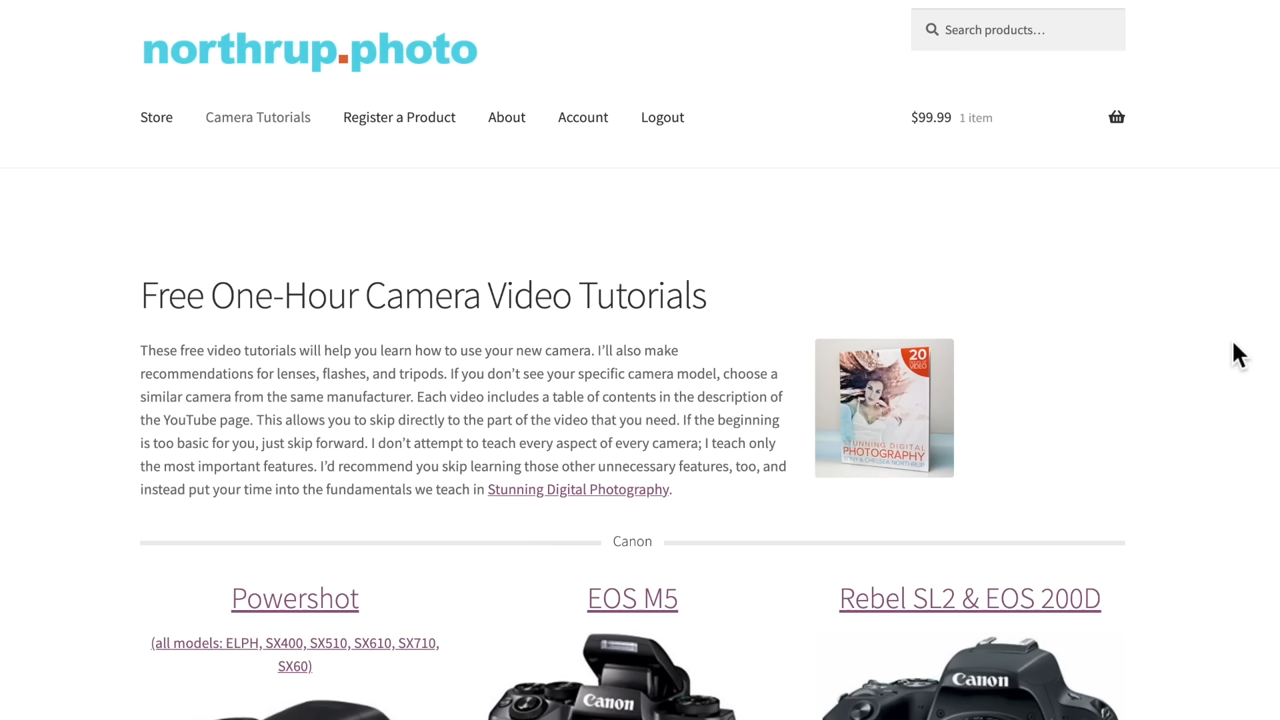 northrup.photo
Search products...
Store
Camera Tutorials
Register a Product
About
Account
Logout
$99.99 1 item
Free One-Hour Camera Video Tutorials
These free video tutorials will help you learn how to use your new camera. I'll also make
recommendations for lenses, flashes, and tripods. If you don't see your specific camera model, choose a
similar camera from the same manufacturer. Each video includes a table of contents in the description of
the YouTube page. This allows you to skip directly to the part of the video that you need. If the beginning
is too basic for you, just skip forward. I don't attempt to teach every aspect of every camera; I teach only
the most important features. I'd recommend you skip learning those other unnecessary features, too, and
instead put your time into the fundamentals we teach in Stunning Digital Photography.
20
STUNNING DIGITAL
PHOTOGRAPHY
TONY & CHELSEA NORTHRUP
Canon
Powershot
(all models: ELPH, SX400, SX510, SX610, SX710,
SX60)
EOS M5
Canon
Rebel SL2 & EOS 200D
Canon